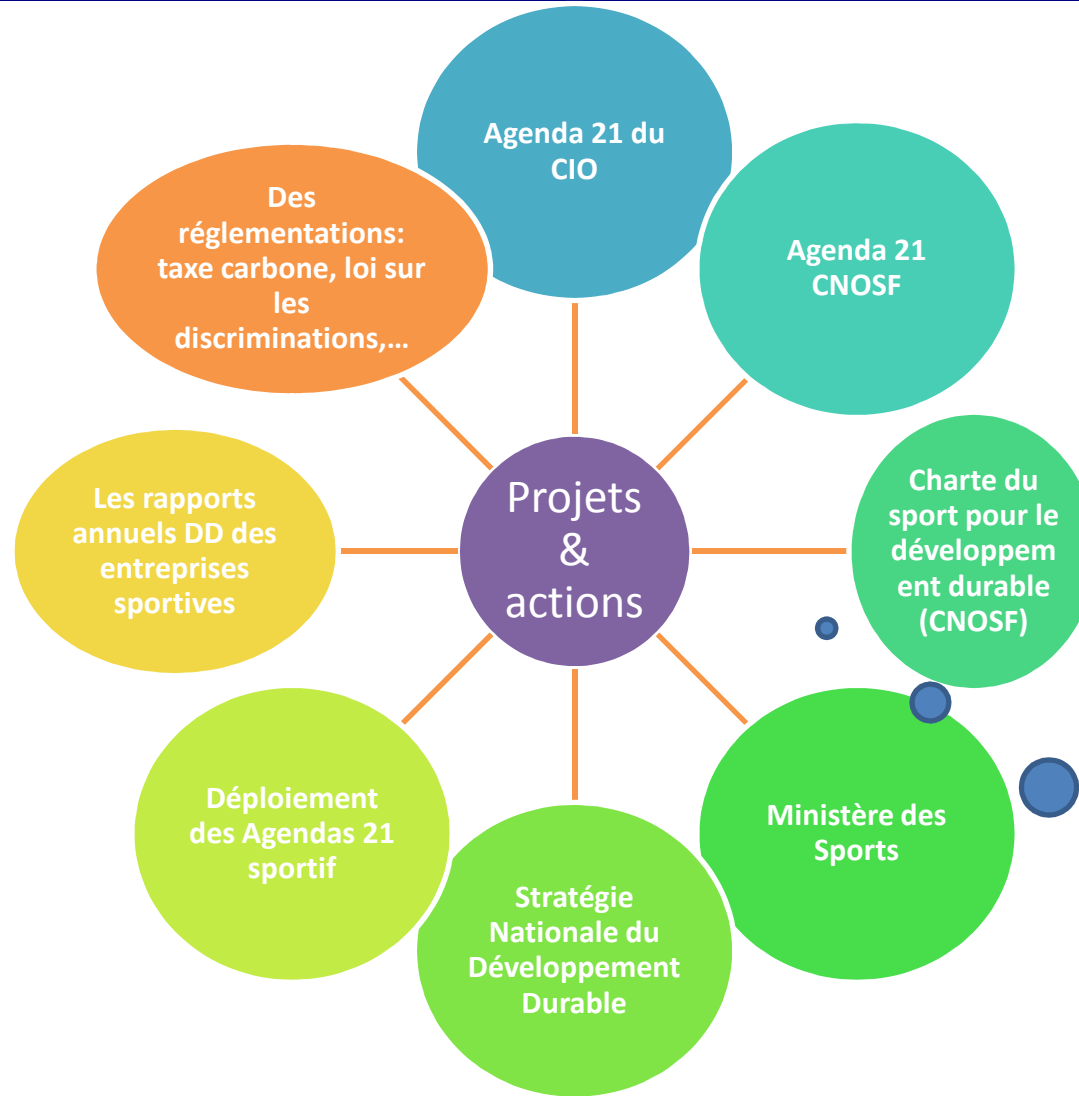 Agenda 21 du
CIO
Agenda 21
CNOSF
Charte du
sport pour le
développem
ent durable
(CNOSF)
Ministère des
Sports
Stratégie
Nationale du
Développement
Durable
Déploiement
des Agendas 21
sportif
Les rapports
annuels DD des
entreprises
sportives
Des
réglementations:
taxe carbone, loi sur
les
discriminations,…
Projets
&
actions